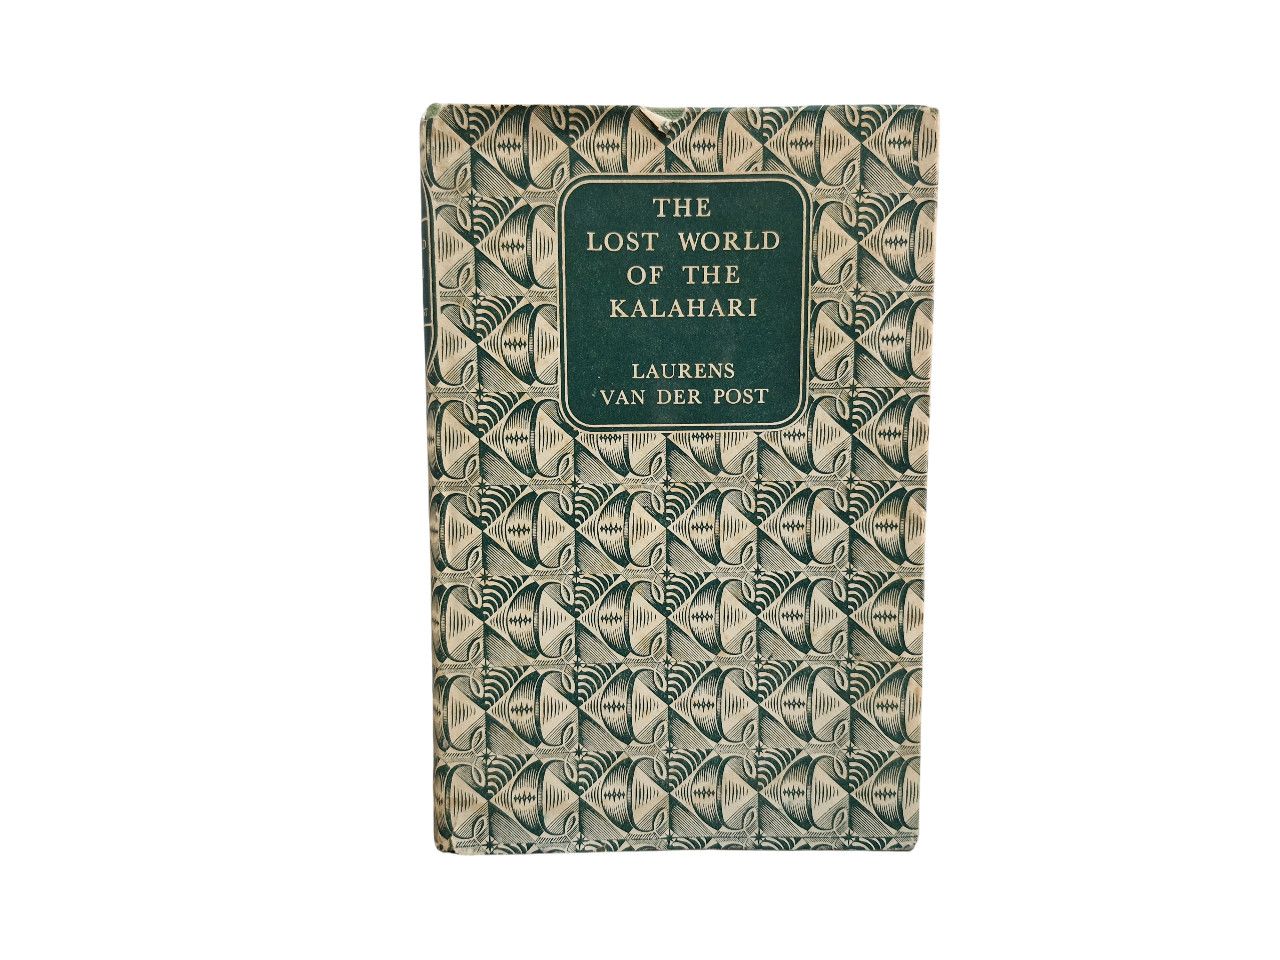 THE
LOST WORLD
OF THE
KALAHARI
LAURENS
VAN DER POST